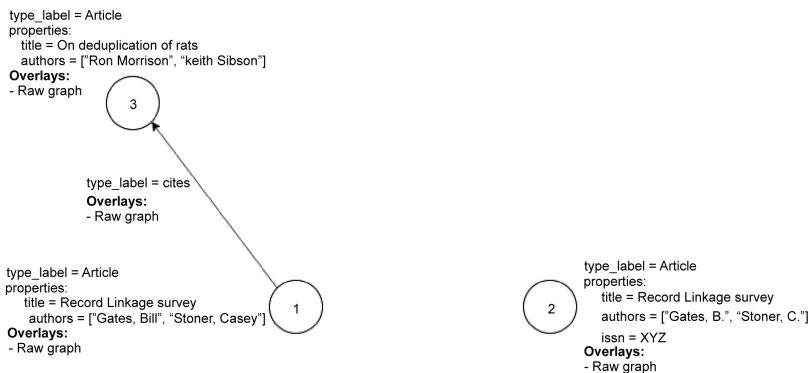 type_label = Article
properties:
title = On deduplication of rats
authors = ["Ron Morrison”, “keith Sibson”]
Overlays:
- Raw graph
3
type_label = cites
Overlays:
- Raw graph
type_label = Article
properties:
title = Record Linkage survey
authors = [”Gates, Bill”, “Stoner, Casey”]
Overlays:
- Raw graph
1
2
type_label = Article
properties:
title = Record Linkage survey
authors = [”Gates, B.”, “Stoner, C.”]
issn = XYZ
Overlays:
- Raw graph